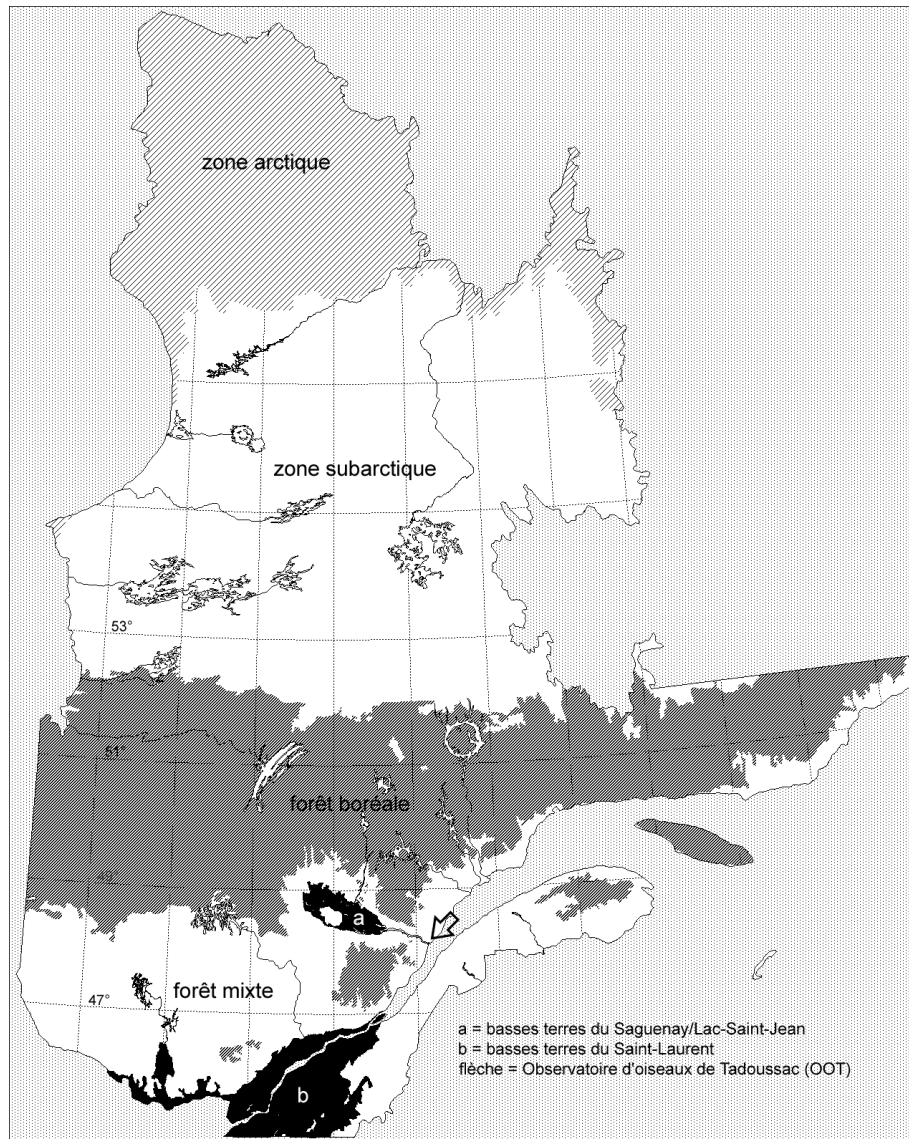 zone arctique
zone subarctique
53°
51°
forêt boréale
49°
a
forêt mixte
47°
a = basses terres du Saguenay/Lac-Saint-Jean
b = basses terres du Saint-Laurent
flèche = Observatoire d'oiseaux de Tadoussac (OOT)
b